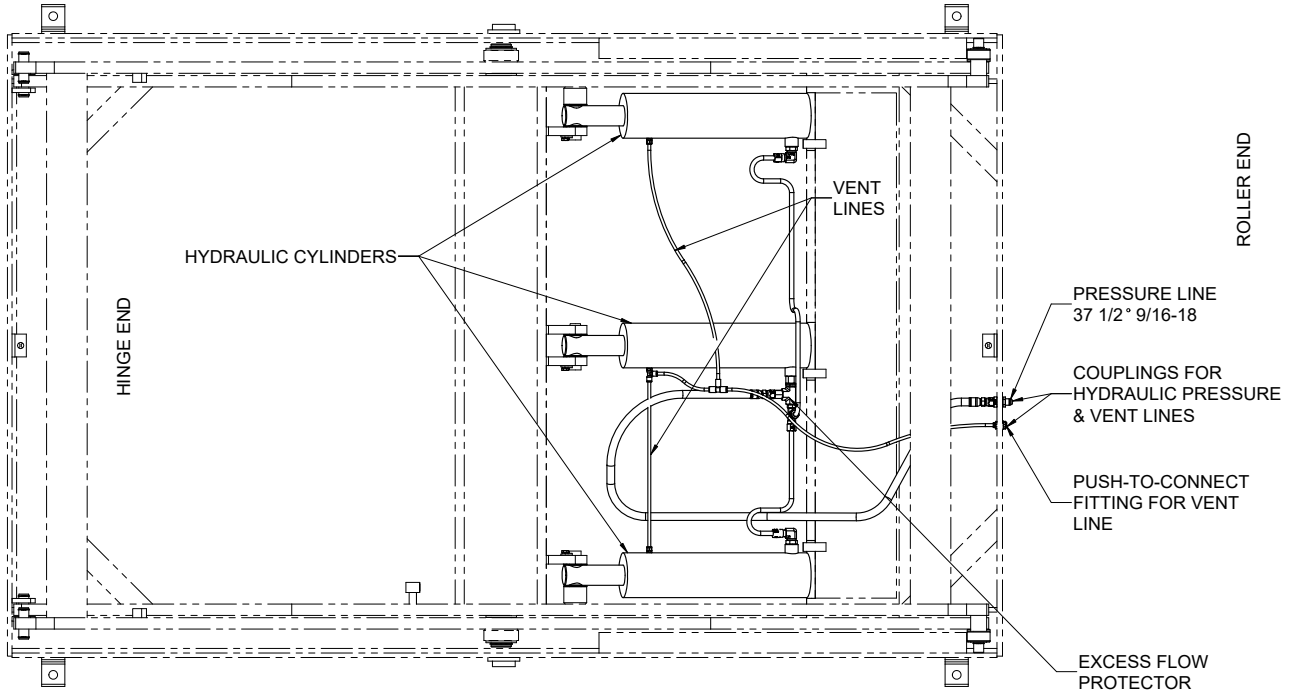 HYDRAULIC CYLINDERS
HINGE END
VENT
LINES
ROLLER END
PRESSURE LINE
37 1/2° 9/16-18
COUPLINGS FOR
HYDRAULIC PRESSURE
& VENT LINES
PUSH-TO-CONNECT
FITTING FOR VENT
LINE
EXCESS FLOW
PROTECTOR